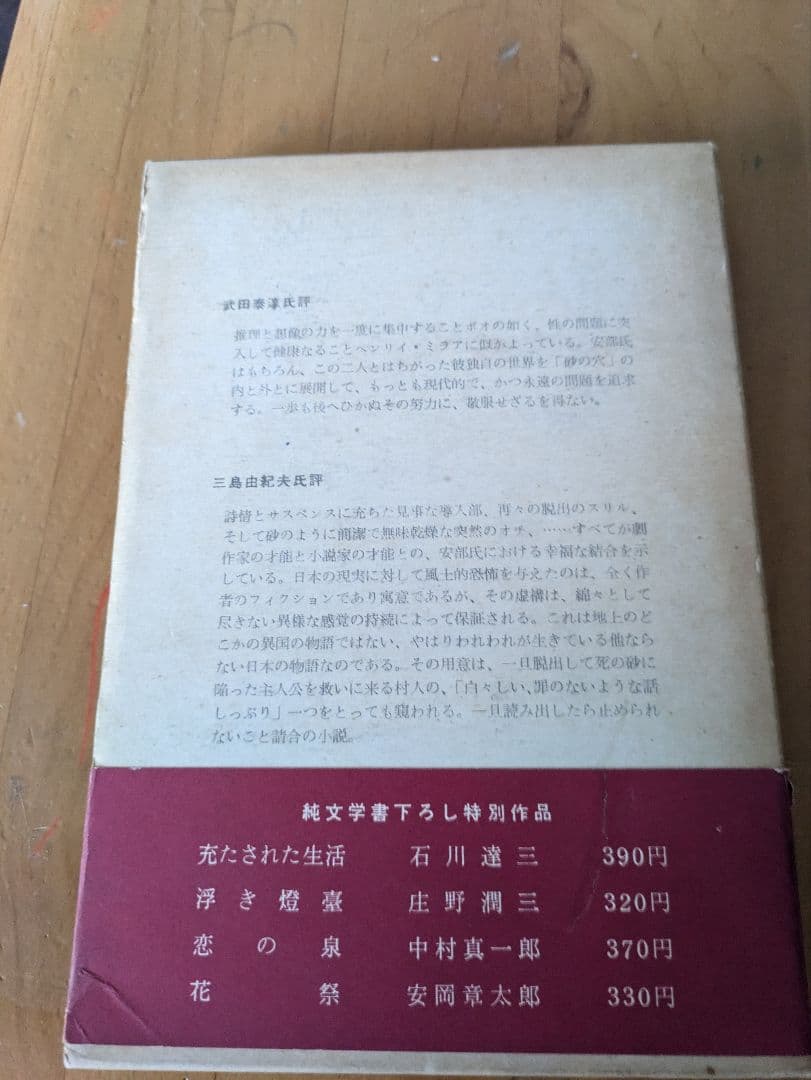 武田泰淳氏評
推理と想像の力を一度に集中することポオの如く、性の問題に突
入して健康なることヘンリイ・ミラアに似かよっている。安部氏
はもちろん、この二人とはちがった彼独自の世界を「砂の穴」の
内と外とに展開して、もっとも現代的で、かつ永遠の問題を追求
する。一歩も後へひかぬその努力に、敬服せざるを得ない。
三島由紀夫氏評
詩情とサスペンスに充ちた見事な導入部、再々の脱出のスリル、
そして砂のように簡潔で無味乾燥な突然のオチ、……すべてが劇
作家の才能と小説家の才能との、安部氏における幸福な結合を示
している。日本の現実に対して風土的恐怖を与えたのは、全く作
者のフィクションであり寓意であるが、その虚構は、綿々として
尽きない異様な感覚の持続によって保証される。これは地上のど
こかの異国の物語ではない、やはりわれわれが生きている他なら
ない日本の物語なのである。その用意は、一旦脱出して死の砂に
陥った主人公を救いに来る村人の、「白々しい、罪のないような話
しっぷり」一つをとっても窺われる。一旦読み出したら止められ
ないこと請合の小説。
純文学書下ろし特別作品
充たされた生活 石川達三 390円
浮き燈臺 庄野潤三 320円
恋の泉 中村真一郎 370円
花祭 安岡章太郎 330円